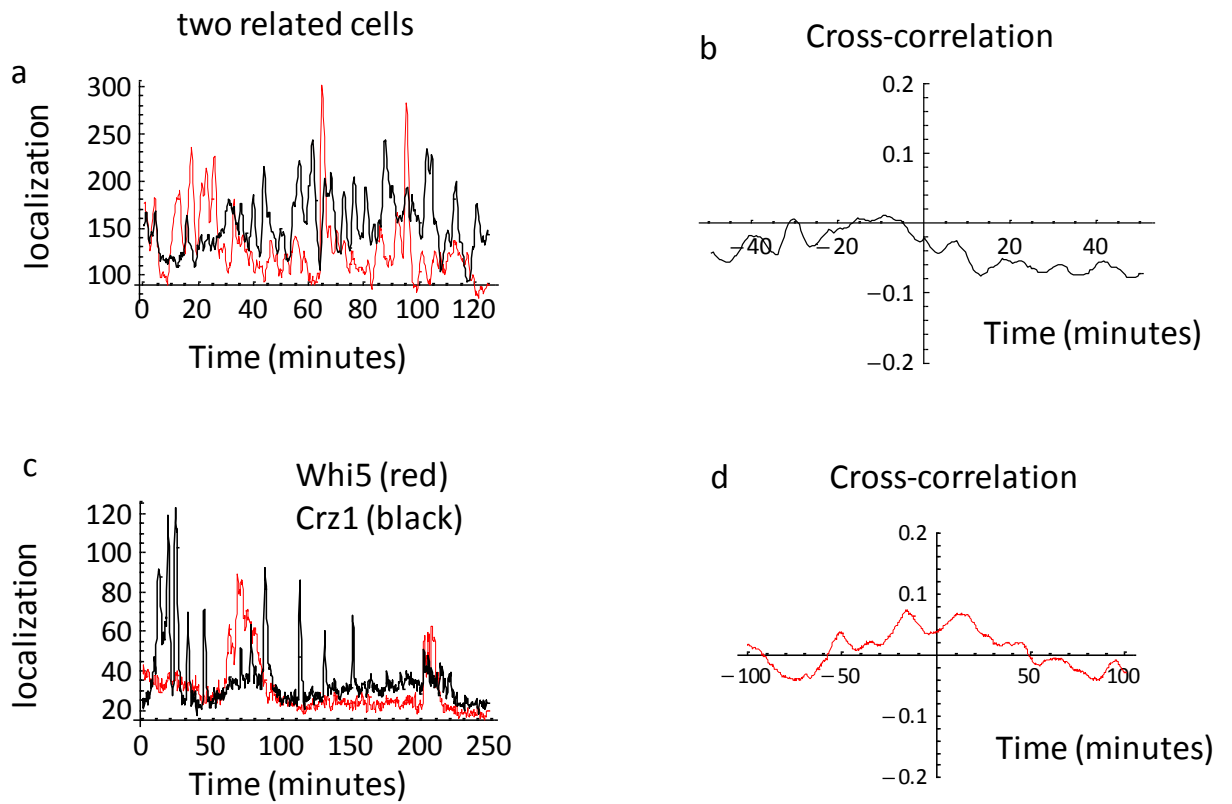 two related cells
a
localization
300
250
200
150
100
0 20 40 60 80 100 120
Time (minutes)
b
Cross-correlation
0.2
0.1
−0.1
−0.2
−40 −20 20 40
Time (minutes)
c
Whi5 (red)
Crz1 (black)
localization
120
100
80
60
40
20
0 50 100 150 200 250
Time (minutes)
d
Cross-correlation
0.2
0.1
−0.1
−0.2
−100 −50 50 100
Time (minutes)